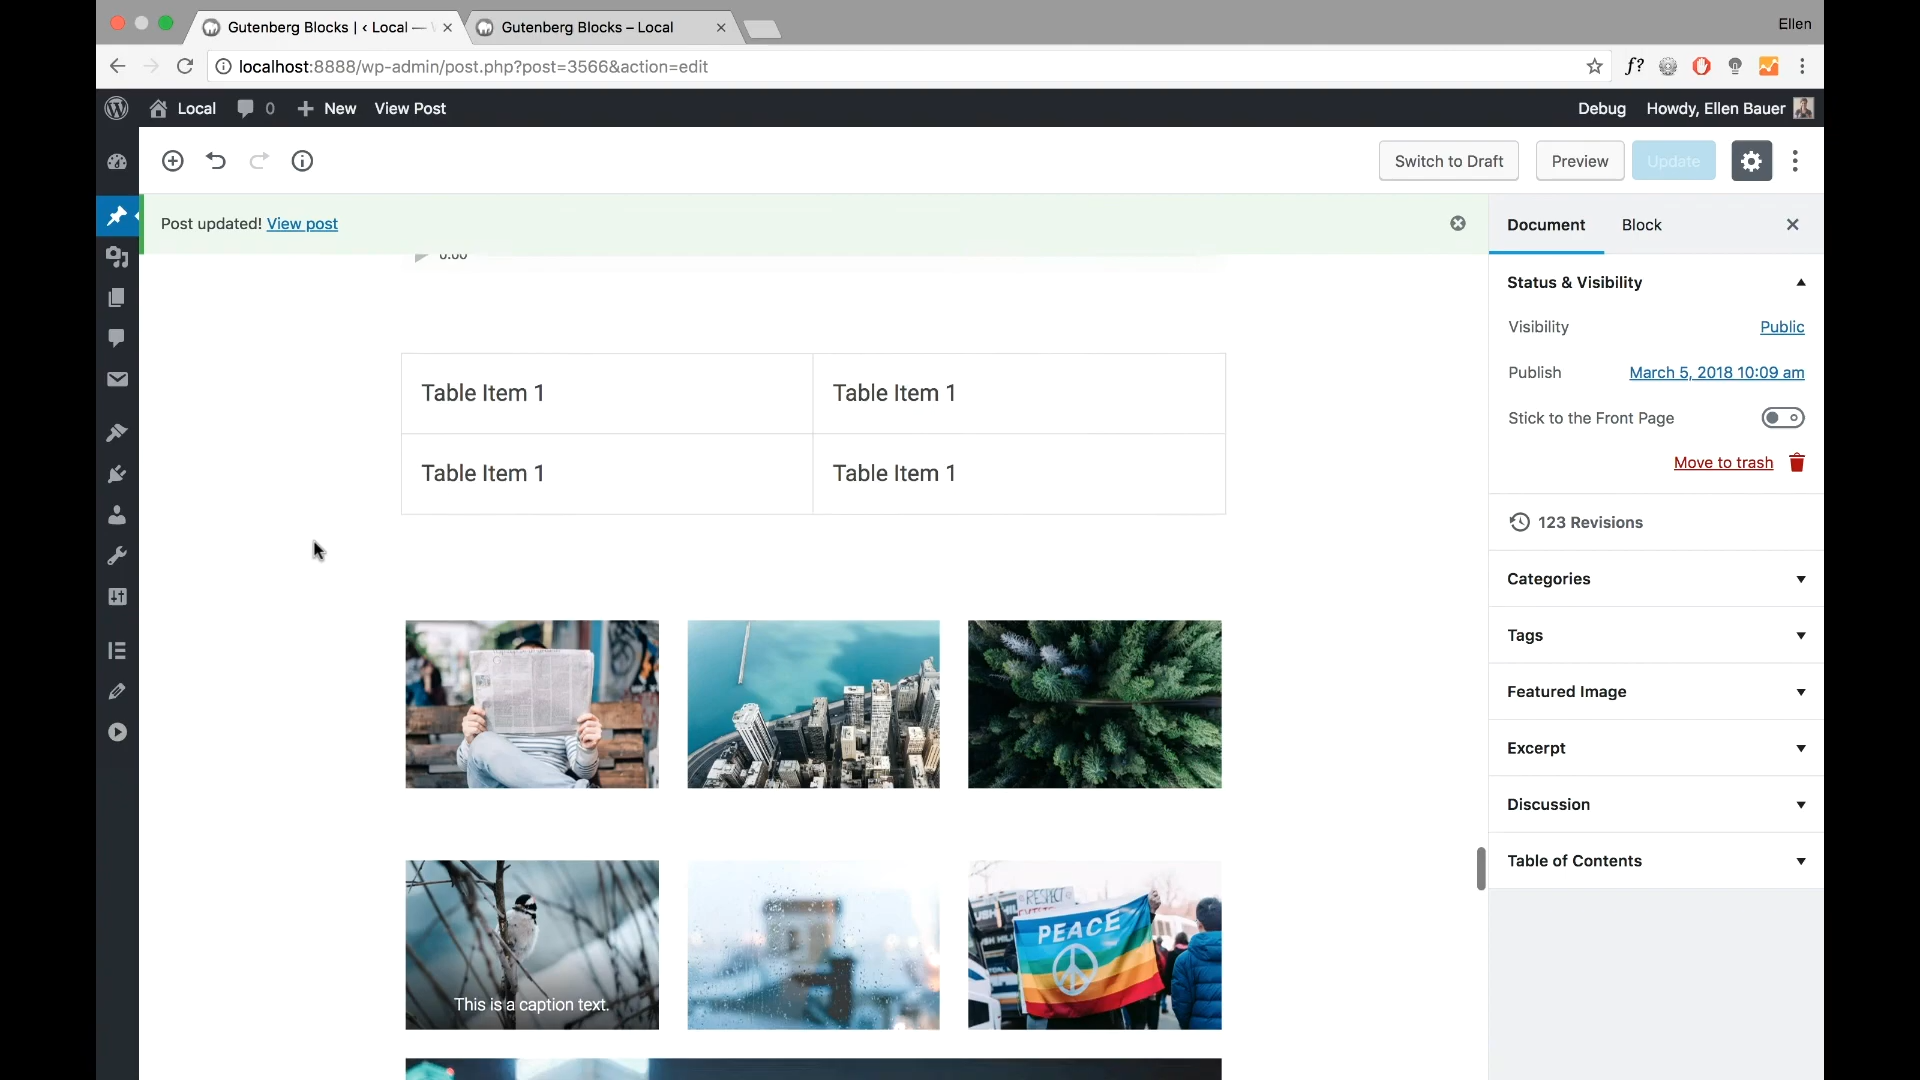 Gutenberg Blocks | ‹ Local —
Gutenberg Blocks – Local
Ellen
localhost:8888/wp-admin/post.php?post=3566&action=edit
f?
Local
0
New
View Post
Debug
Howdy, Ellen Bauer
Switch to Draft
Preview
Update
Post updated! View post
Document
Block
0:00
Status & Visibility
Visibility
Public
Publish
March 5, 2018 10:09 am
Stick to the Front Page
Move to trash
123 Revisions
Categories
Tags
Featured Image
Excerpt
Discussion
Table of Contents
Table Item 1
Table Item 1
Table Item 1
Table Item 1
This is a caption text.
RESPECT
PEACE